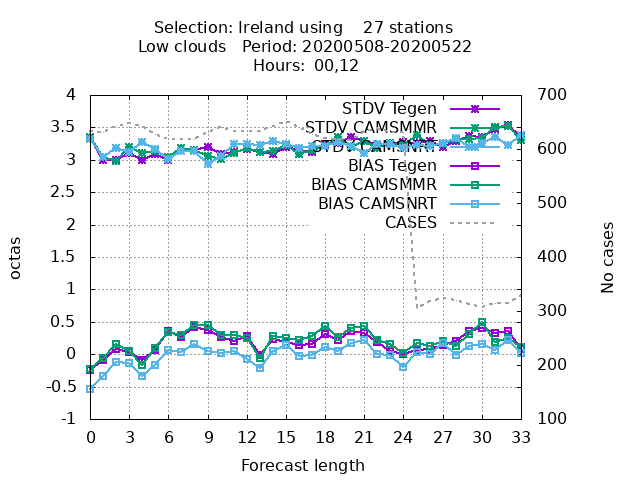 Selection: Ireland using 27 stations
Low clouds Period: 20200508-20200522
Hours: 00,12
4
3.5
3
2.5
2
1.5
1
0.5
0
-0.5
-1
octas
700
600
500
400
300
200
100
No cases
STDV Tegen
STDV CAMSMMR
STDV CAMSNRT
BIAS Tegen
BIAS CAMSMMR
BIAS CAMSNRT
CASES
0 3 6 9 12 15 18 21 24 27 30 33
Forecast length